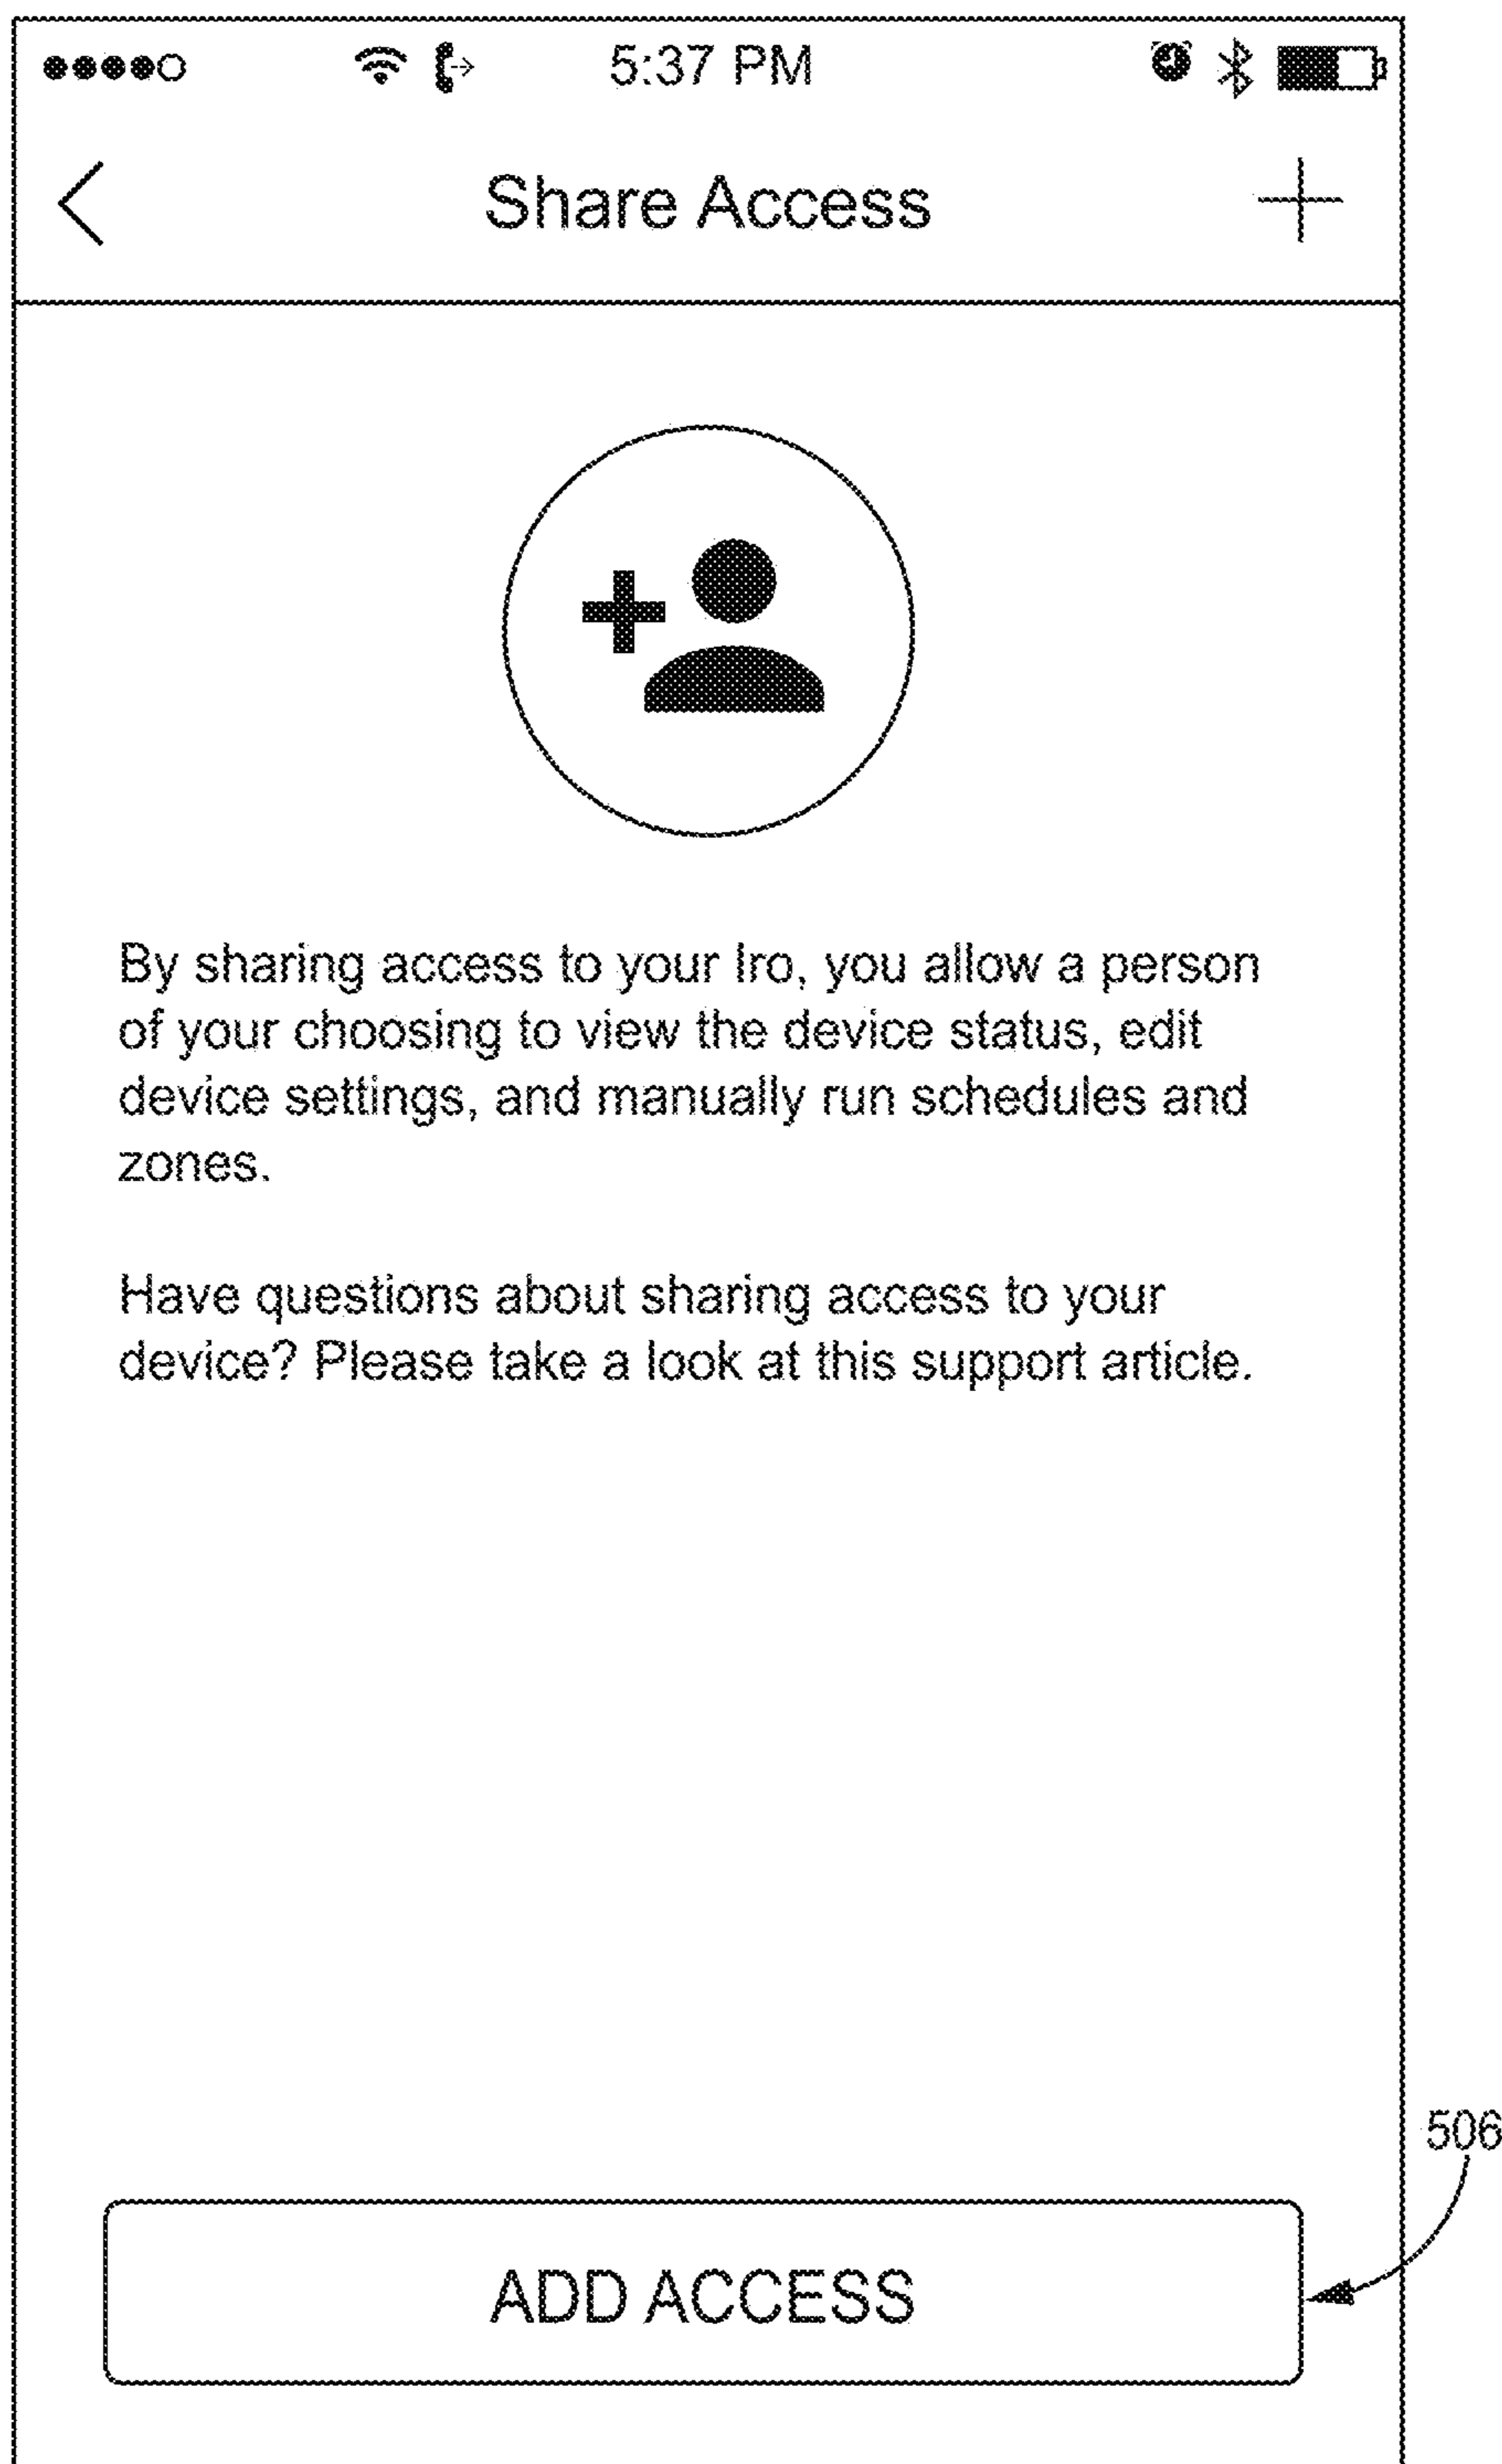 5:37 PM
Share Access
By sharing access to your Iro, you allow a person
of your choosing to view the device status, edit
device settings, and manually run schedules and
zones.
Have questions about sharing access to your
device? Please take a look at this support article.
506
ADD ACCESS